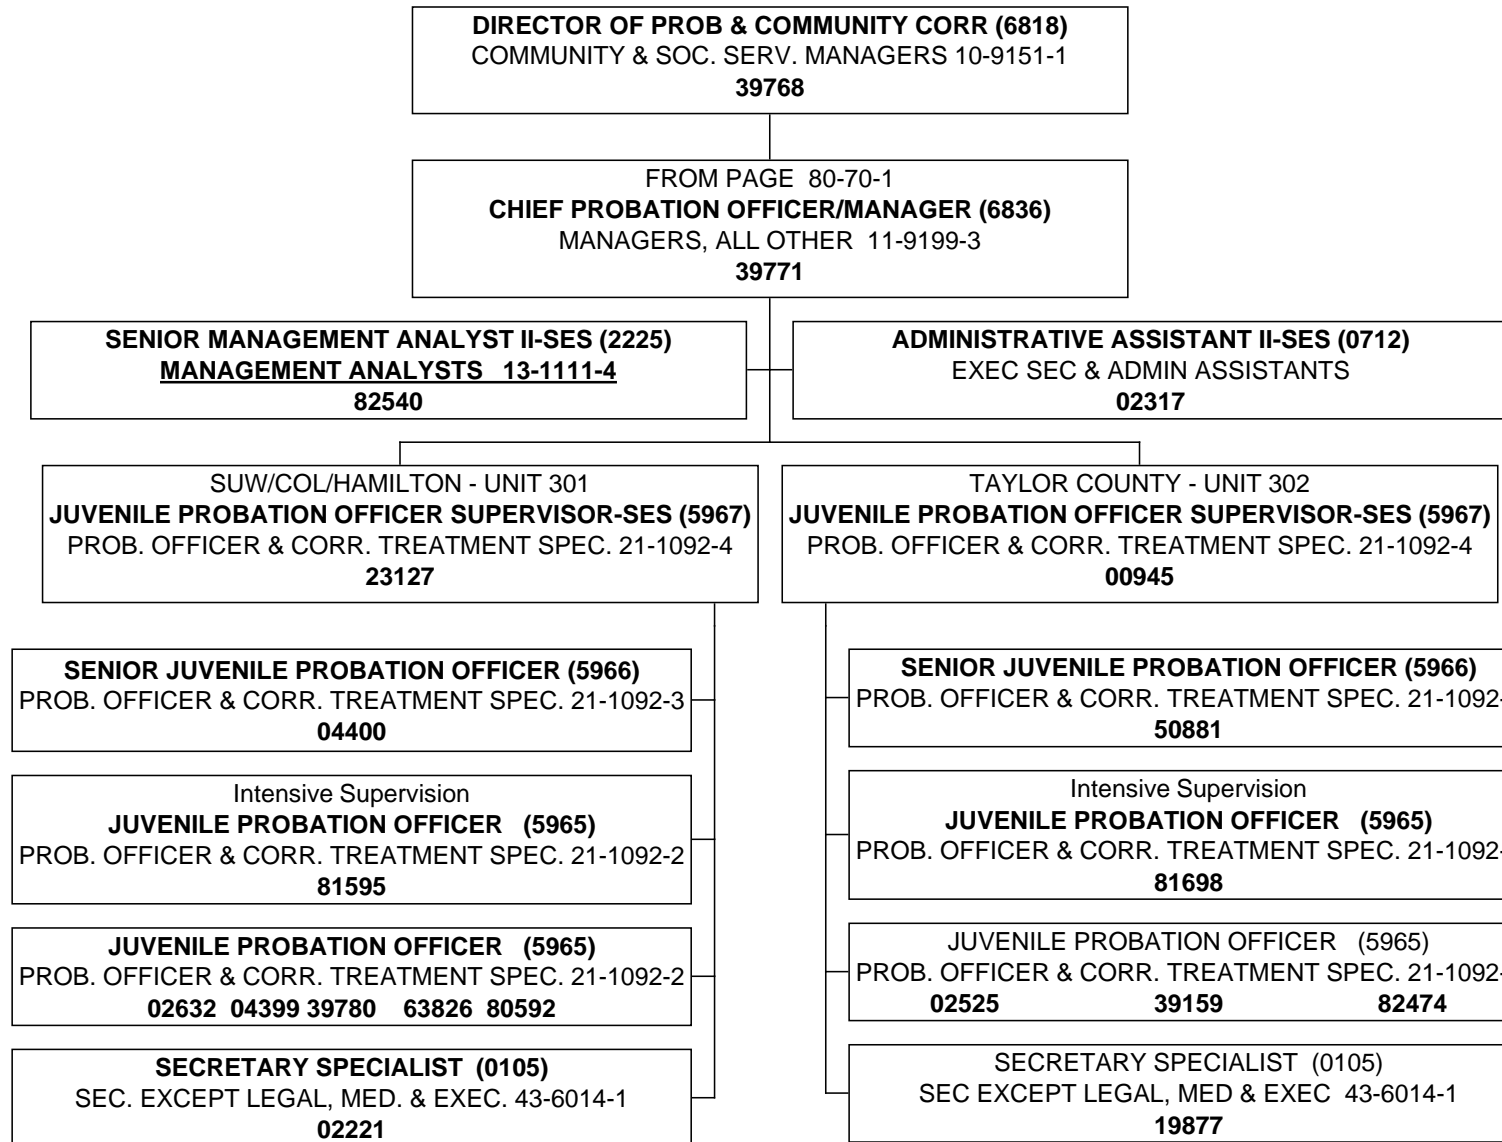 DIRECTOR OF PROB & COMMUNITY CORR (6818)
COMMUNITY & SOC. SERV. MANAGERS 10-9151-1
39768
FROM PAGE  80-70-1
CHIEF PROBATION OFFICER/MANAGER (6836)
MANAGERS, ALL OTHER  11-9199-3
39771
SENIOR MANAGEMENT ANALYST II-SES (2225)
MANAGEMENT ANALYSTS   13-1111-4
82540
ADMINISTRATIVE ASSISTANT II-SES (0712)
EXEC SEC & ADMIN ASSISTANTS
02317
SUW/COL/HAMILTON - UNIT 301
JUVENILE PROBATION OFFICER SUPERVISOR-SES (5967)
PROB. OFFICER & CORR. TREATMENT SPEC. 21-1092-4
23127
TAYLOR COUNTY - UNIT 302
JUVENILE PROBATION OFFICER SUPERVISOR-SES (5967)
PROB. OFFICER & CORR. TREATMENT SPEC. 21-1092-4
00945
SENIOR JUVENILE PROBATION OFFICER (5966)
PROB. OFFICER & CORR. TREATMENT SPEC. 21-1092-3
04400
Intensive Supervision
JUVENILE PROBATION OFFICER   (5965)
PROB. OFFICER & CORR. TREATMENT SPEC. 21-1092-2
81595
JUVENILE PROBATION OFFICER   (5965)
PROB. OFFICER & CORR. TREATMENT SPEC. 21-1092-2
02632  04399 39780    63826  80592
SECRETARY SPECIALIST  (0105)
SEC. EXCEPT LEGAL, MED. & EXEC. 43-6014-1
02221
SENIOR JUVENILE PROBATION OFFICER (5966)
PROB. OFFICER & CORR. TREATMENT SPEC. 21-1092-
50881
Intensive Supervision
JUVENILE PROBATION OFFICER   (5965)
PROB. OFFICER & CORR. TREATMENT SPEC. 21-1092-
81698
JUVENILE PROBATION OFFICER   (5965)
PROB. OFFICER & CORR. TREATMENT SPEC. 21-1092-
02525 39159 82474
SECRETARY SPECIALIST  (0105)
SEC EXCEPT LEGAL, MED & EXEC  43-6014-1
19877